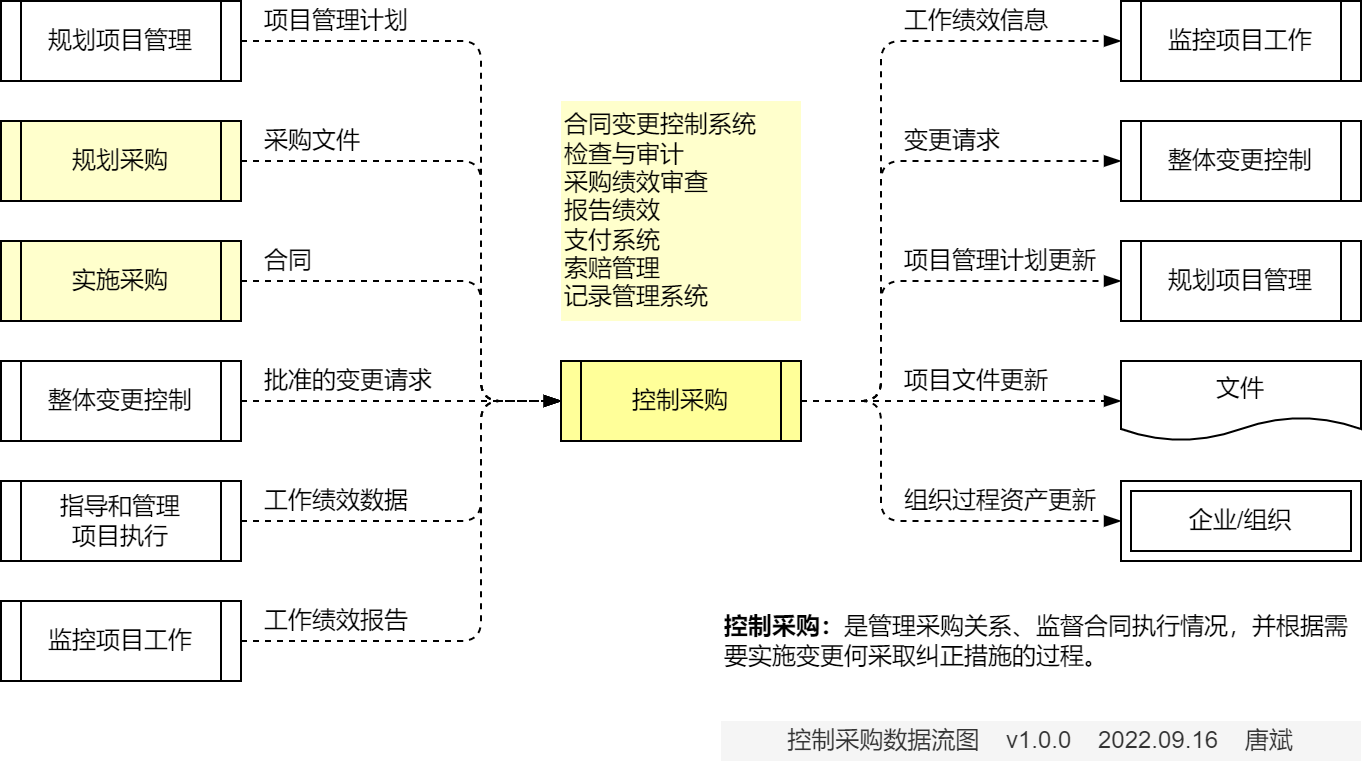 规划项目管理
项目管理计划
规划采购
采购文件
实施采购
合同
整体变更控制
批准的变更请求
指导和管理
项目执行
工作绩效数据
监控项目工作
工作绩效报告
合同变更控制系统
检查与审计
采购绩效审查
报告绩效
支付系统
索赔管理
记录管理系统
控制采购
工作绩效信息
监控项目工作
变更请求
整体变更控制
项目管理计划更新
规划项目管理
项目文件更新
文件
组织过程资产更新
企业/组织
控制采购：是管理采购关系、监督合同执行情况，并根据需
要实施变更何采取纠正措施的过程。
控制采购数据流图 v1.0.0 2022.09.16 唐斌